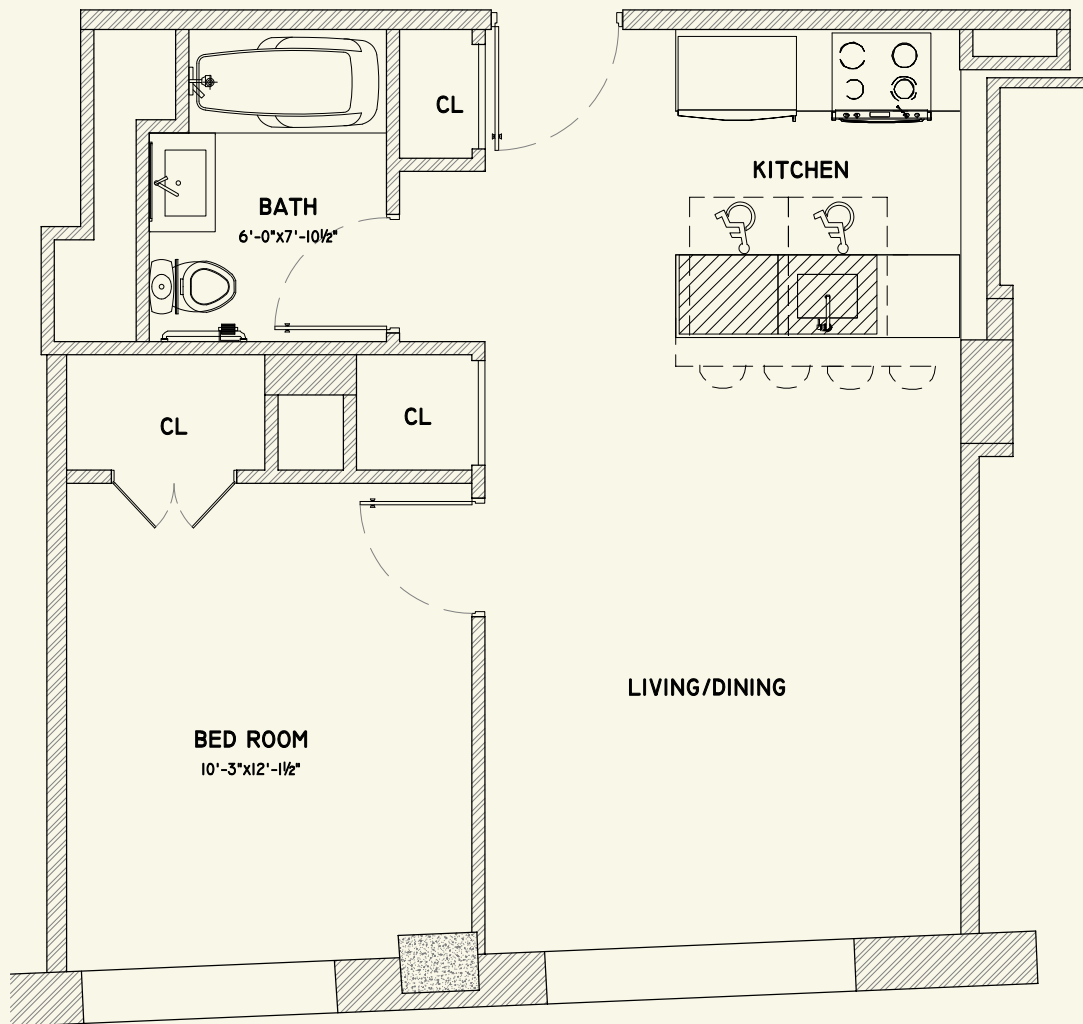 CL
KITCHEN
BATH
6'-0"x7'-10½"
CL
CL
LIVING/DINING
BED ROOM
10'-3"x12'-1½"